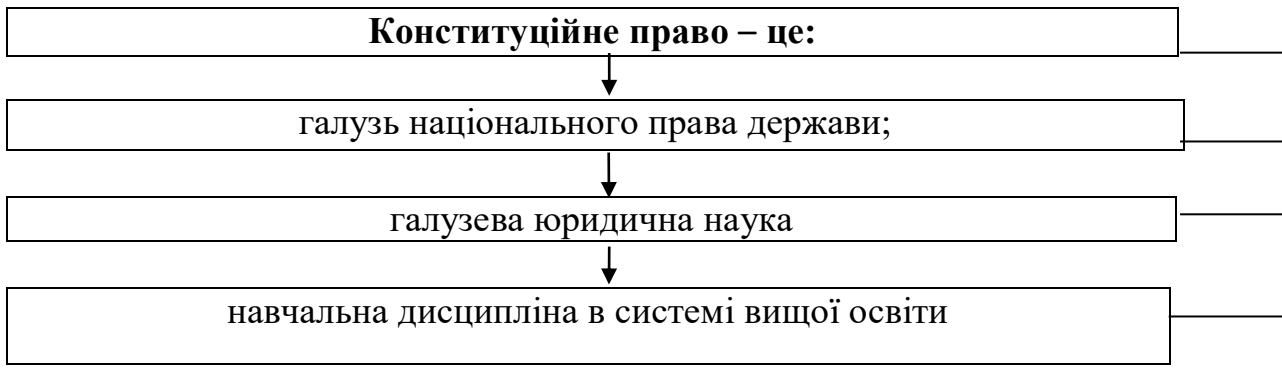 Конституційне право – це:
галузь національного права держави;
галузева юридична наука
навчальна дисципліна в системі вищої освіти